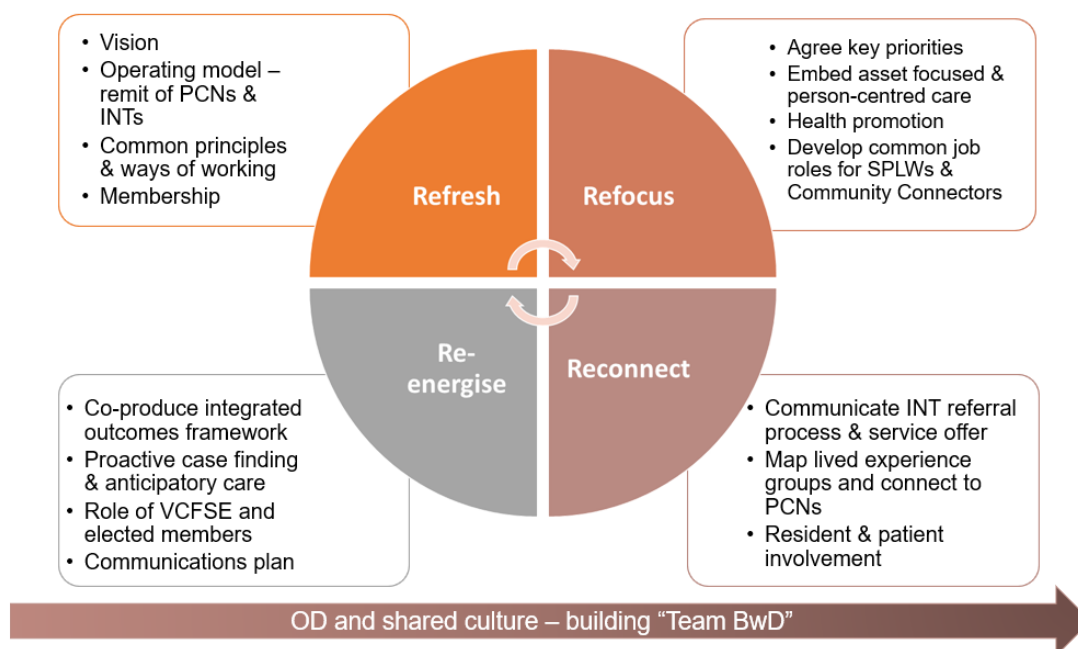 • Vision
• Operating model –
remit of PCNs &
INTs
• Common principles
& ways of working
• Membership
• Agree key priorities
• Embed asset focused &
person-centred care
• Health promotion
• Develop common job
roles for SPLWs &
Community Connectors
Refresh
Refocus
Re-
energise
Reconnect
• Co-produce integrated
outcomes framework
• Proactive case finding
& anticipatory care
• Role of VCFSE and
elected members
• Communications plan
• Communicate INT referral
process & service offer
• Map lived experience
groups and connect to
PCNs
• Resident & patient
involvement
OD and shared culture – building “Team BwD”